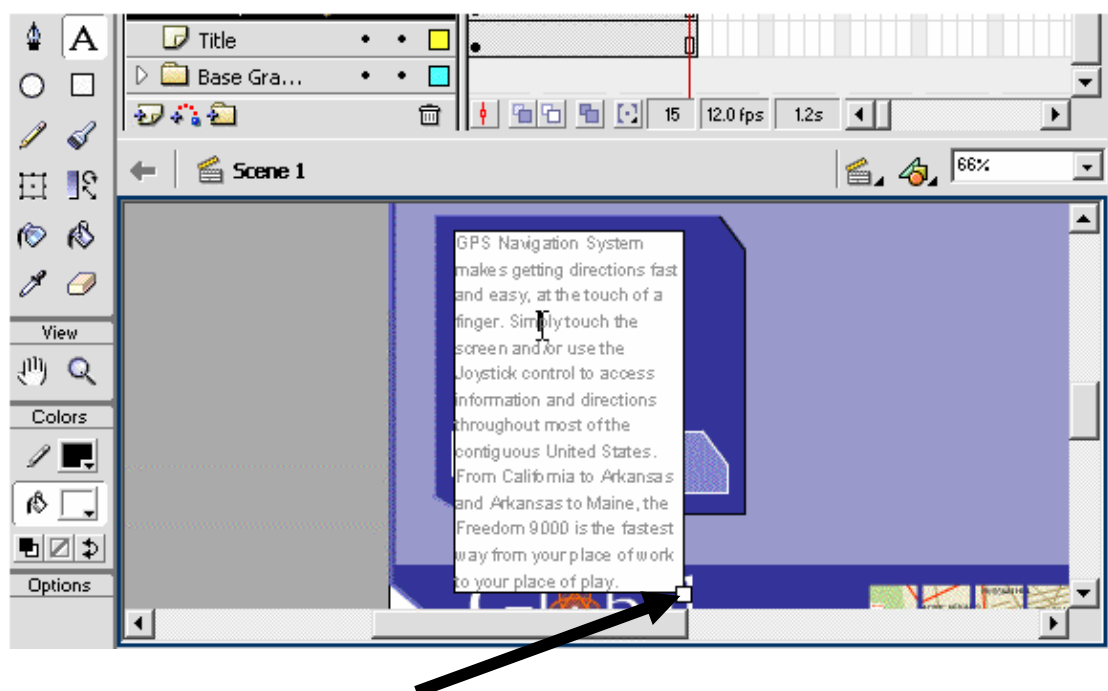 A
Title
Base Gra...
15 12.0 fps 1.2s
Scene 1
66%
View
Colors
Options
GPS Navigation System
makes getting directions fast
and easy, at the touch of a
finger. Simply touch the
screen and/or use the
Joystick control to access
information and directions
throughout most of the
contiguous United States.
From California to Arkansas
and Arkansas to Maine, the
Freedom 9000 is the fastest
way from your place of work
to your place of play.